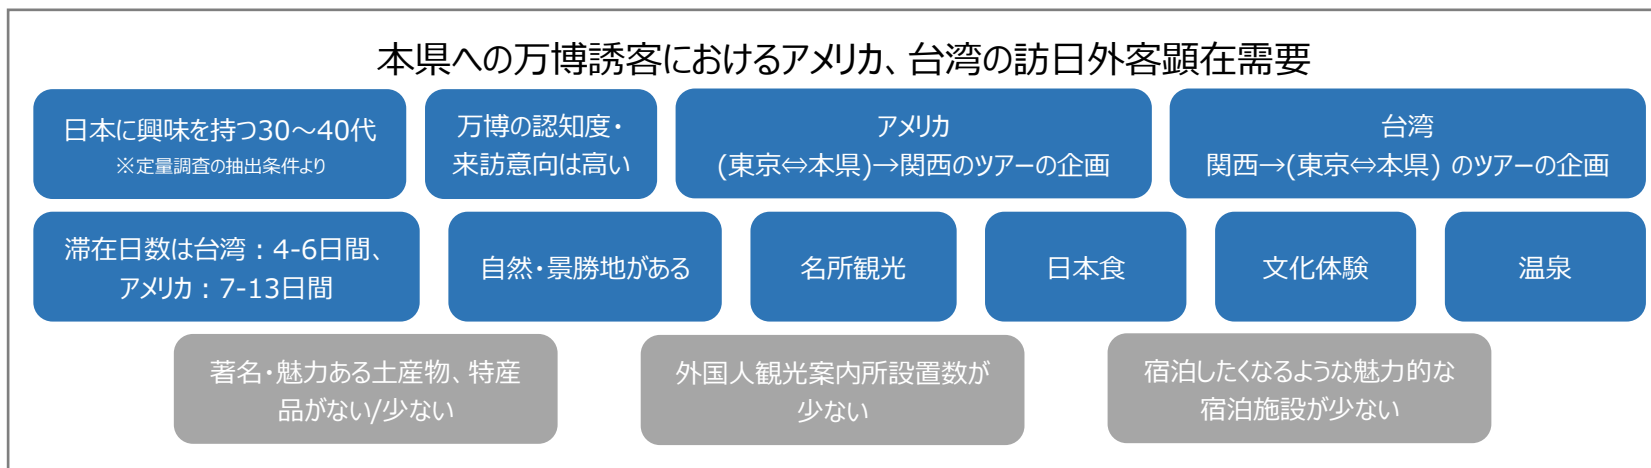 本県への万博誘客におけるアメリカ、台湾の訪日外客顕在需要
日本に興味を持つ30～40代
※定量調査の抽出条件より
万博の認知度・
来訪意向は高い
アメリカ
(東京⇔本県)→関西のツアーの企画
台湾
関西→(東京⇔本県) のツアーの企画
滞在日数は台湾：4-6日間、
アメリカ：7-13日間
自然・景勝地がある
名所観光
日本食
文化体験
温泉
著名・魅力ある土産物、特産
品がない/少ない
外国人観光案内所設置数が
少ない
宿泊したくなるような魅力的な
宿泊施設が少ない